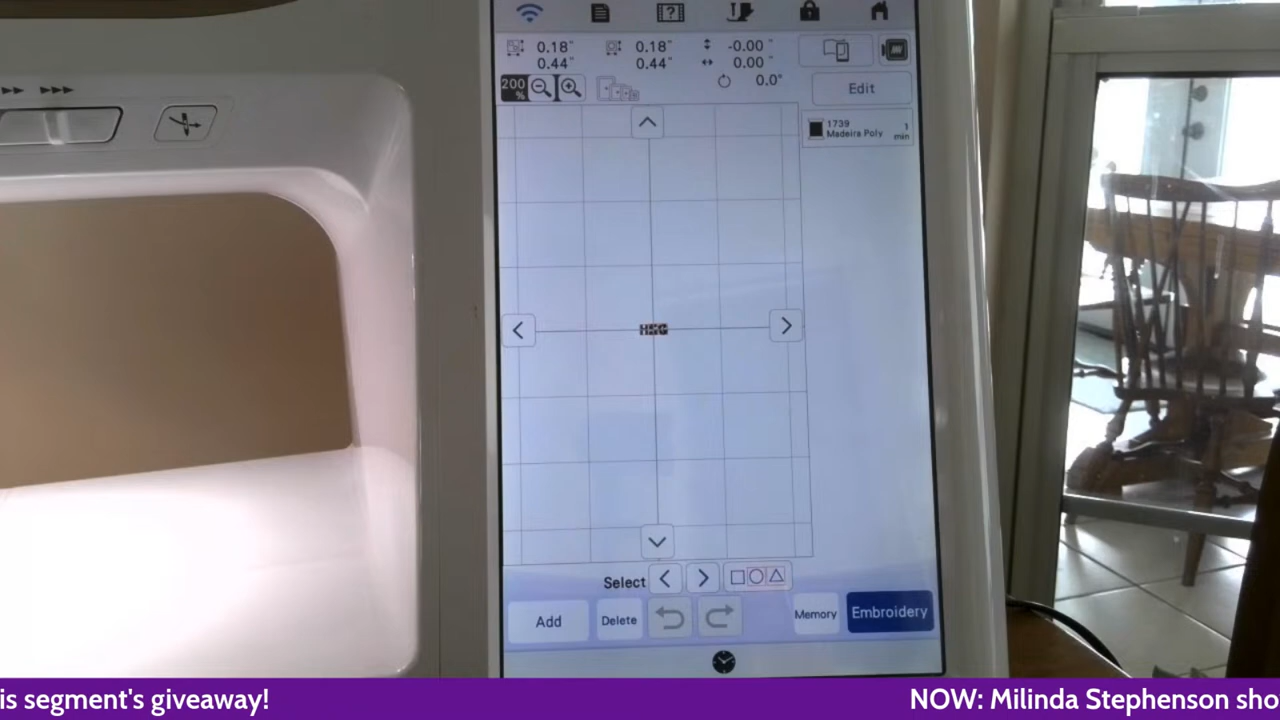 0.18" 0.18" -0.00"
0.44" 0.44" 0.00"
200 % 0.0°
Edit
1739 1
Madeira Poly min
Select
Add Delete Memory Embroidery
is segment's giveaway! NOW: Milinda Stephenson sho